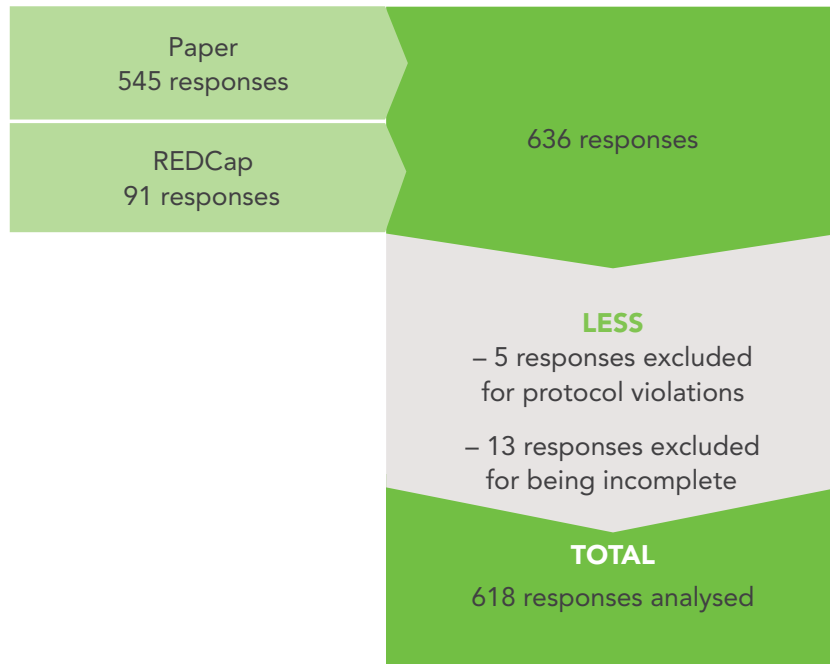 Paper
545 responses
REDCap
91 responses
636 responses
LESS
– 5 responses excluded
for protocol violations
– 13 responses excluded
for being incomplete
TOTAL
618 responses analysed